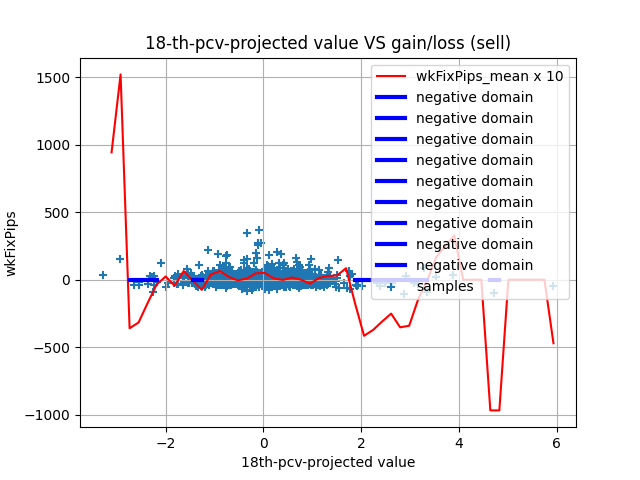 18-th-pcv-projected value VS gain/loss (sell)
wkFixPips_mean x 10
negative domain
negative domain
negative domain
negative domain
negative domain
negative domain
negative domain
negative domain
negative domain
samples
wkFixPips
1500
1000
500
0
−500
−1000
−2
0
2
4
6
18th-pcv-projected value